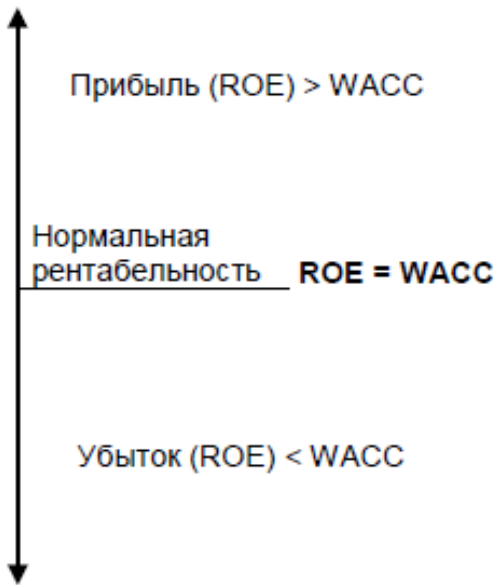 Прибыль (ROE) > WACC
Нормальная
рентабельность ROE = WACC
Убыток (ROE) < WACC